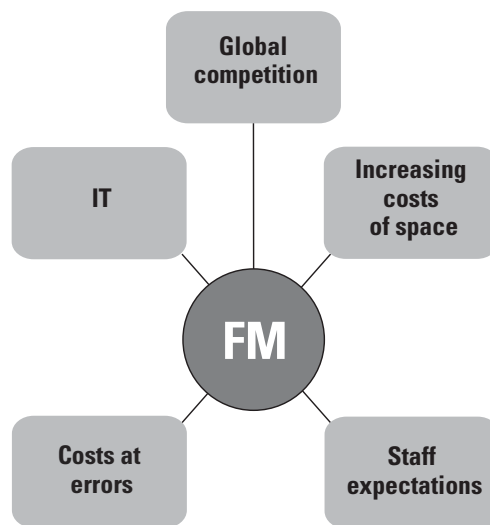 Global
competition
IT
Increasing
costs
of space
FM
Costs at
errors
Staff
expectations